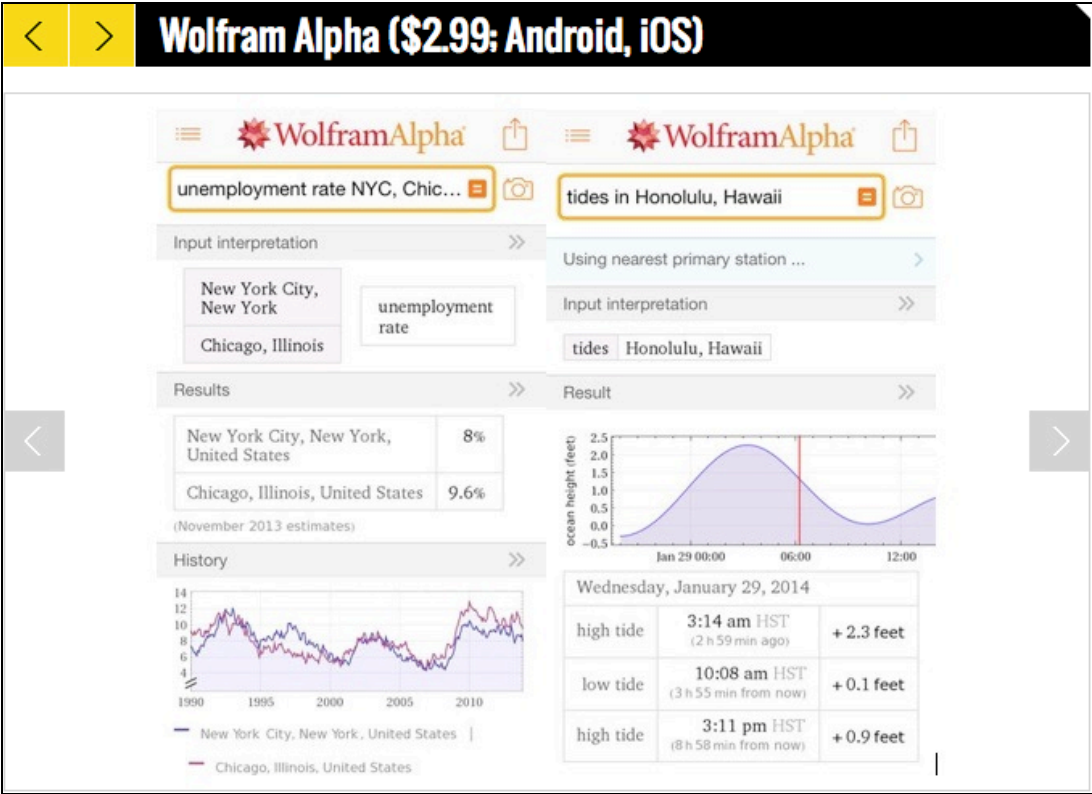 Wolfram Alpha ($2.99; Android, iOS)
WolframAlpha
unemployment rate NYC, Chic...
Input interpretation
New York City,
New York
Chicago, Illinois
unemployment
rate
Results
New York City, New York,
United States
8%
Chicago, Illinois, United States 9.6%
(November 2013 estimates)
History
14
12
10
8
6
4
1990 1995 2000 2005 2010
New York City, New York, United States
Chicago, Illinois, United States
WolframAlpha
tides in Honolulu, Hawaii
Using nearest primary station ...
Input interpretation
tides Honolulu, Hawaii
Result
ocean height (feet)
2.5
2.0
1.5
1.0
0.5
0.0
-0.5
Jan 29 00:00 06:00 12:00
Wednesday, January 29, 2014
high tide 3:14 am HST + 2.3 feet
(2 h 59 min ago)
low tide 10:08 am HST + 0.1 feet
(3 h 55 min from now)
high tide 3:11 pm HST + 0.9 feet
(8 h 58 min from now)